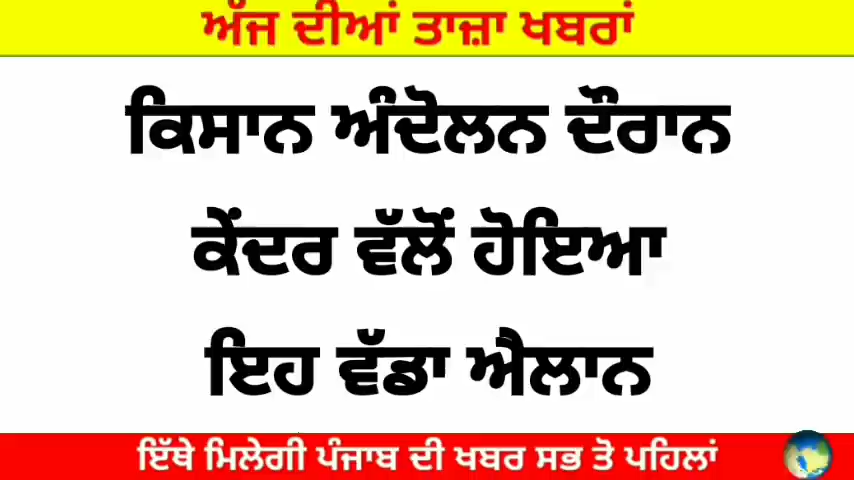 ਅੱਜ ਦੀਆਂ ਤਾਜ਼ਾ ਖਬਰਾਂ
ਕਿਸਾਨ ਅੰਦੋਲਨ ਦੌਰਾਨ
ਕੇਂਦਰ ਵੱਲੋਂ ਹੋਇਆ
ਇਹ ਵੱਡਾ ਐਲਾਨ
ਇੱਥੇ ਮਿਲੇਗੀ ਪੰਜਾਬ ਦੀ ਖਬਰ ਸਭ ਤੋ ਪਹਿਲਾਂ